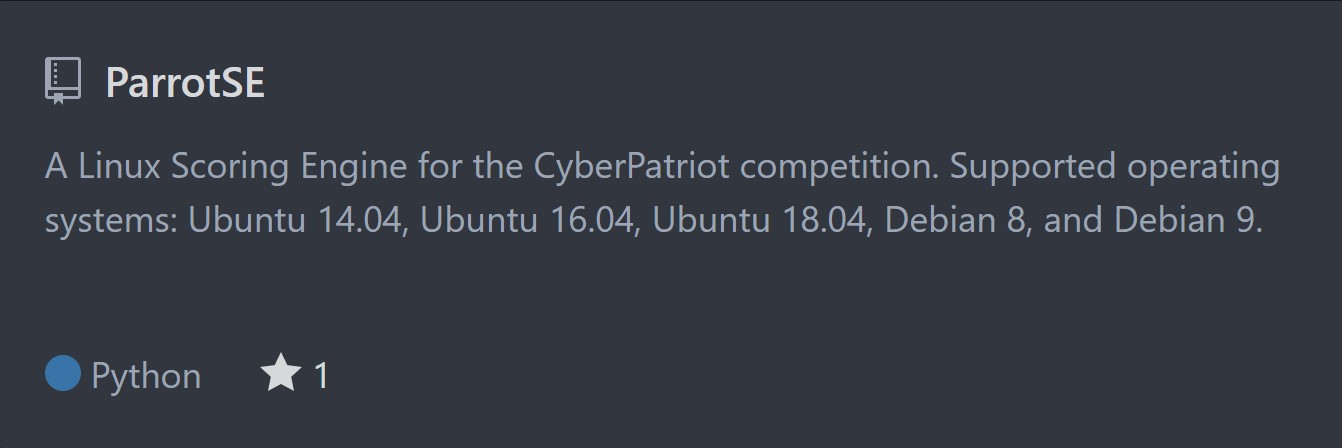 ParrotSE
A Linux Scoring Engine for the CyberPatriot competition. Supported operating
systems: Ubuntu 14.04, Ubuntu 16.04, Ubuntu 18.04, Debian 8, and Debian 9.
Python 1